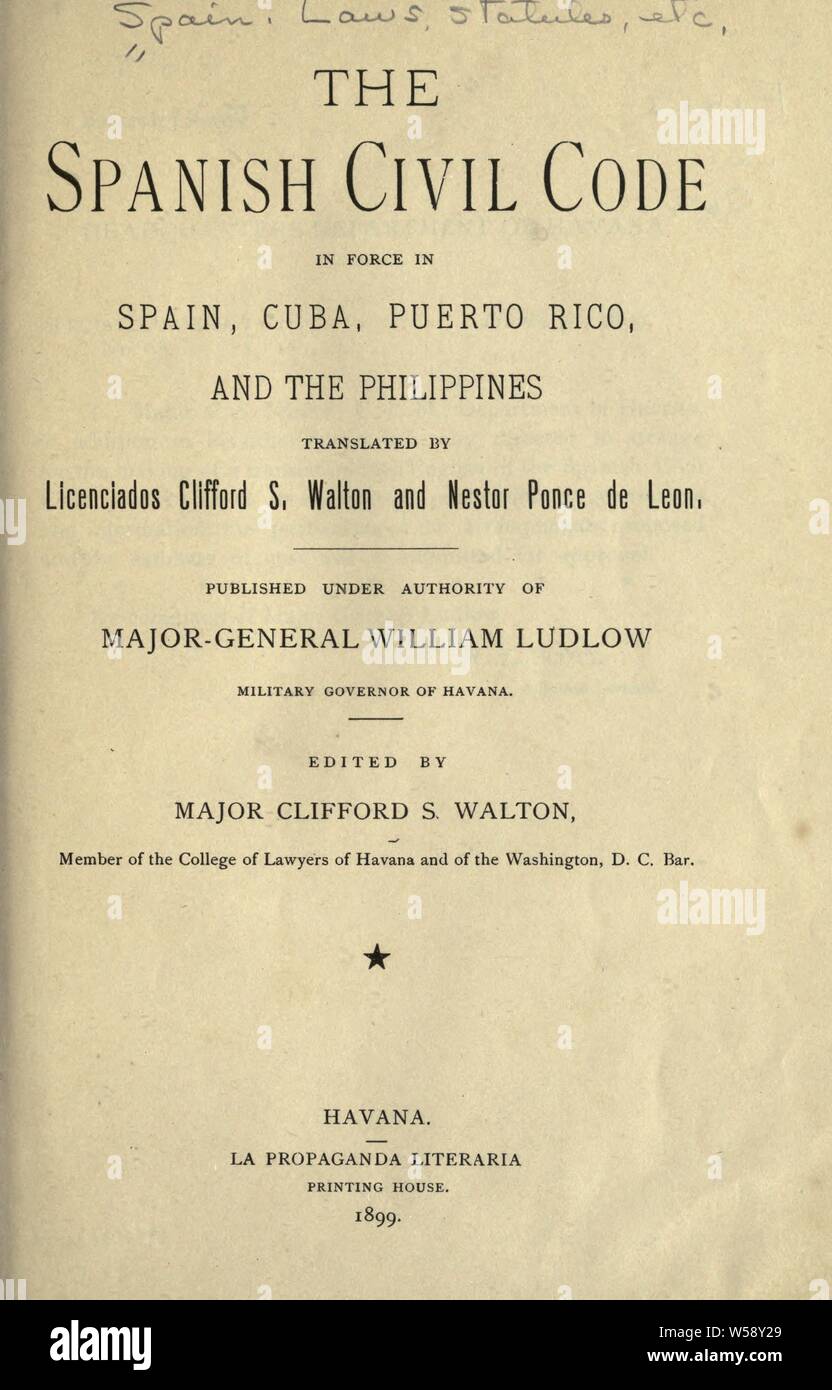 Spain. Laws, statutes, etc.
THE
SPANISH CIVIL CODE
IN FORCE IN
SPAIN, CUBA, PUERTO RICO,
AND THE PHILIPPINES
TRANSLATED BY
Licenciados Clifford S. Walton and Nestor Ponce de Leon,
PUBLISHED UNDER AUTHORITY OF
MAJOR-GENERAL WILLIAM LUDLOW
MILITARY GOVERNOR OF HAVANA.
EDITED BY
MAJOR CLIFFORD S. WALTON,
Member of the College of Lawyers of Havana and of the Washington, D. C. Bar.
HAVANA.
LA PROPAGANDA LITERARIA
PRINTING HOUSE.
1899.
alamy
Image ID: W58Y29
www.alamy.com